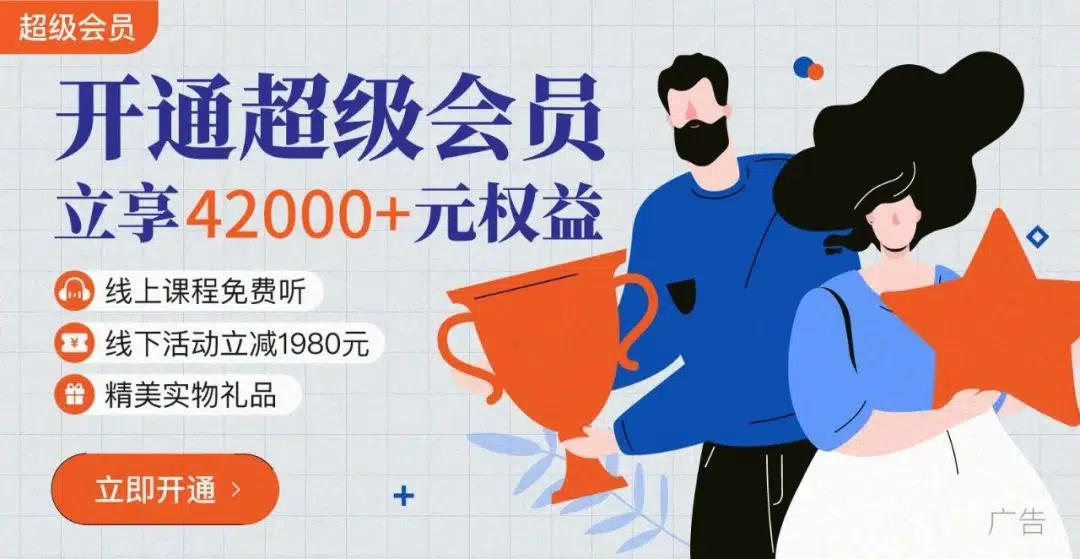 超级会员
开通超级会员
立享42000+元权益
线上课程免费听
线下活动立减1980元
精美实物礼品
立即开通 >
广告